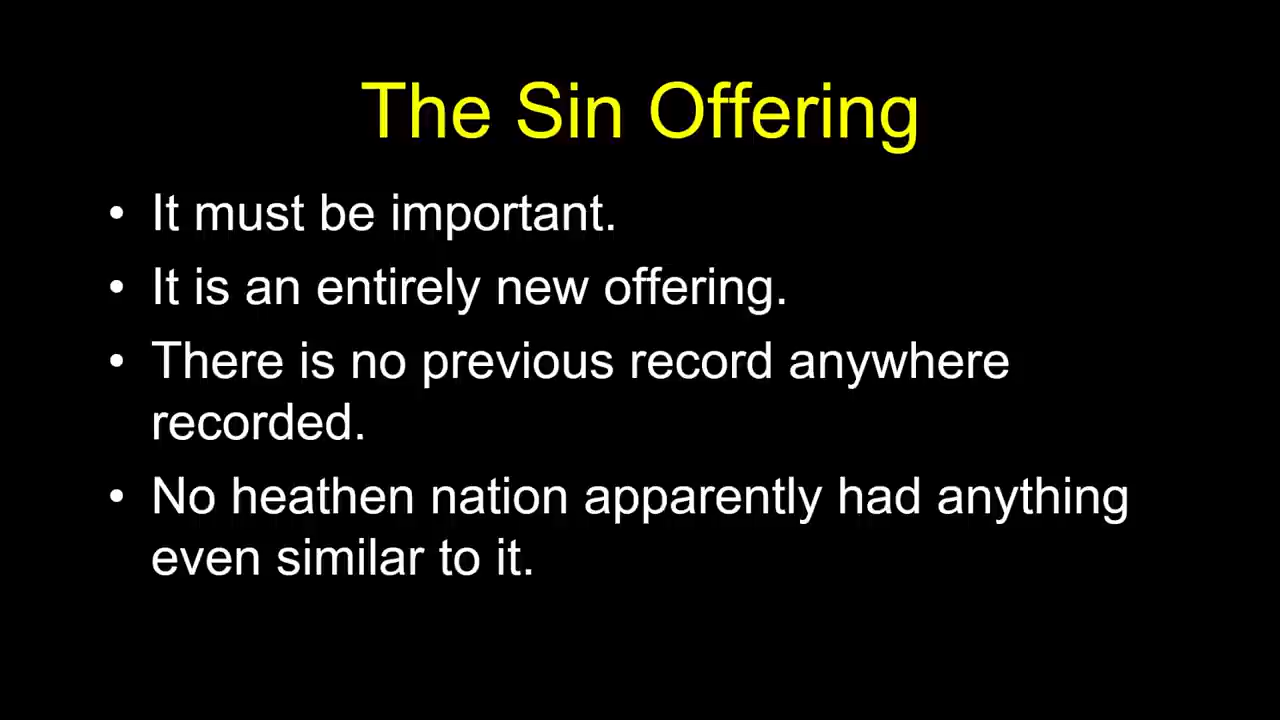 The Sin Offering
• It must be important.
• It is an entirely new offering.
• There is no previous record anywhere
recorded.
• No heathen nation apparently had anything
even similar to it.